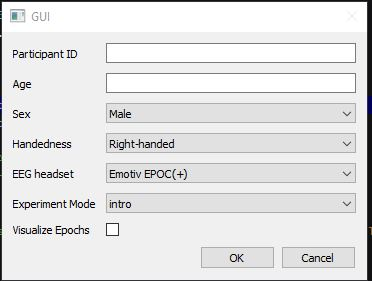 GUI
Participant ID
Age
Sex Male
Handedness Right-handed
EEG headset Emotiv EPOC(+)
Experiment Mode intro
Visualize Epochs
OK Cancel